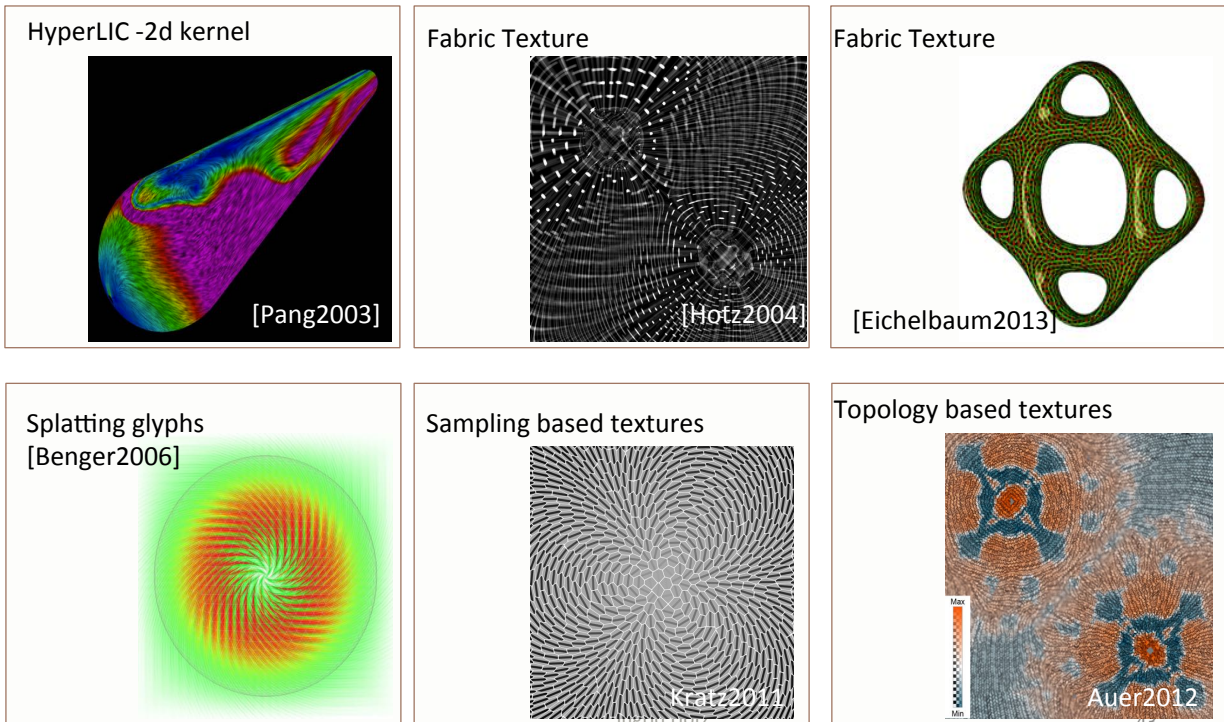 HyperLIC -2d kernel
[Pang2003]
Fabric Texture
[Hotz2004]
Fabric Texture
[Eichelbaum2013]
Splatting glyphs
[Benger2006]
Sampling based textures
Kratz2011
Topology based textures
Max
Min
Auer2012